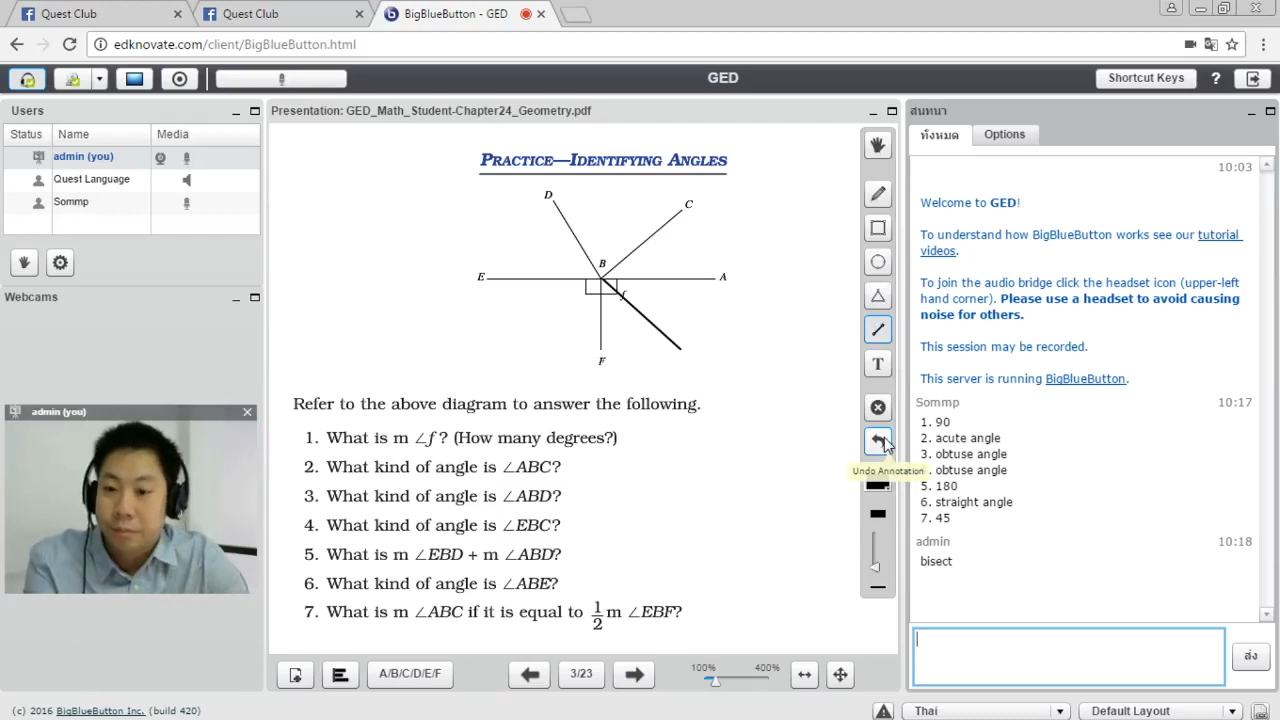 Quest Club
Quest Club
BigBlueButton - GED
edknovate.com/client/BigBlueButton.html
GED
Shortcut Keys
?
Users
Status Name Media
admin (you)
Quest Language
Sommp
Webcams
admin (you)
Presentation: GED_Math_Student-Chapter24_Geometry.pdf
PRACTICE—IDENTIFYING ANGLES
D
C
B
E
A
f
F
Refer to the above diagram to answer the following.
1. What is m ∠f ? (How many degrees?)
2. What kind of angle is ∠ABC?
3. What kind of angle is ∠ABD?
4. What kind of angle is ∠EBC?
5. What is m ∠EBD + m ∠ABD?
6. What kind of angle is ∠ABE?
7. What is m ∠ABC if it is equal to 1/2 m ∠EBF?
T
Undo Annotation
A/B/C/D/E/F
3/23
100% 400%
สนทนา
ทั้งหมด Options
10:03
Welcome to GED!
To understand how BigBlueButton works see our tutorial
videos.
To join the audio bridge click the headset icon (upper-left
hand corner). Please use a headset to avoid causing
noise for others.
This session may be recorded.
This server is running BigBlueButton.
Sommp 10:17
1. 90
2. acute angle
3. obtuse angle
. obtuse angle
5. 180
6. straight angle
7. 45
admin 10:18
bisect
ส่ง
(c) 2016 BigBlueButton Inc. (build 420)
Thai
Default Layout